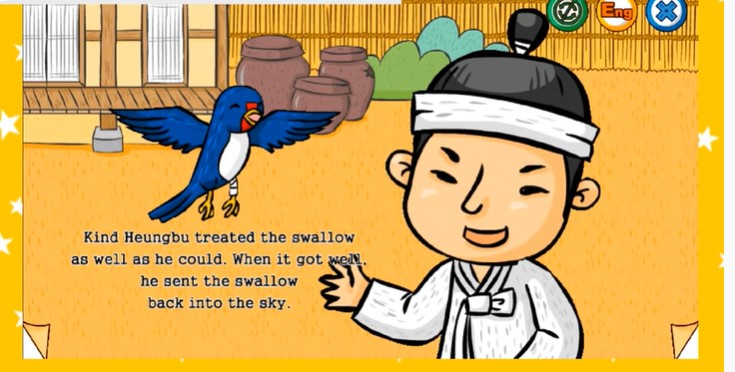 Eng
Kind Heungbu treated the swallow
as well as he could. When it got well,
he sent the swallow
back into the sky.